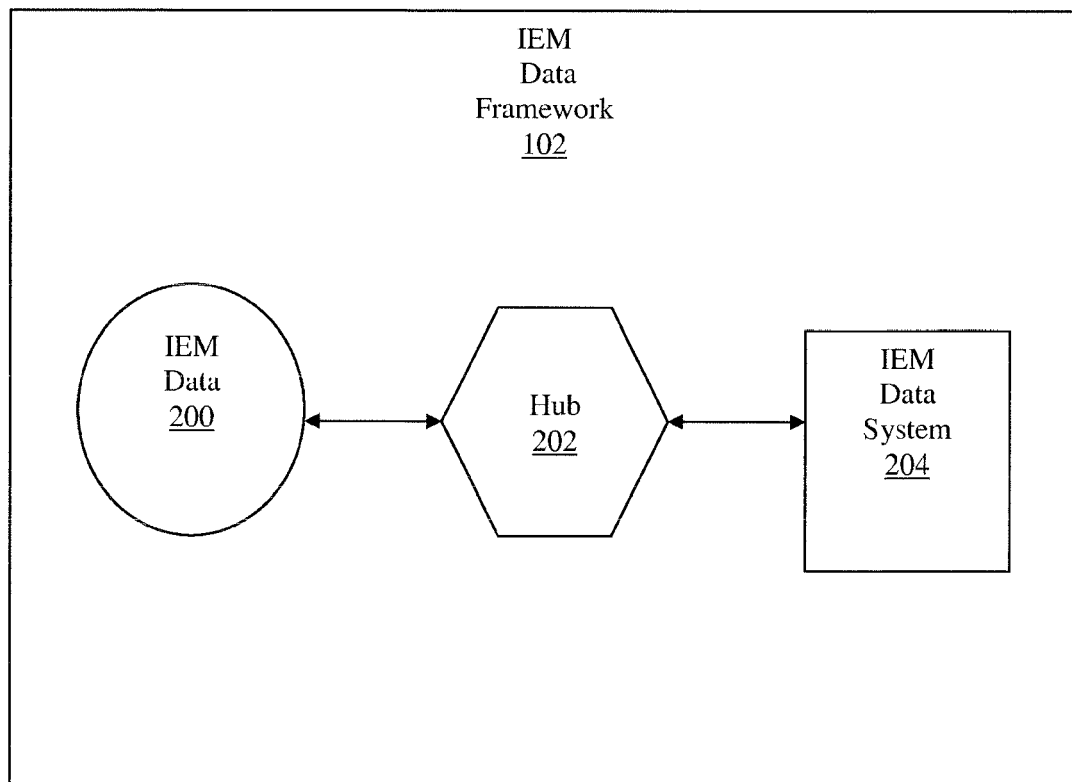 IEM
Data
Framework
102
IEM
Data
200
Hub
202
IEM
Data
System
204